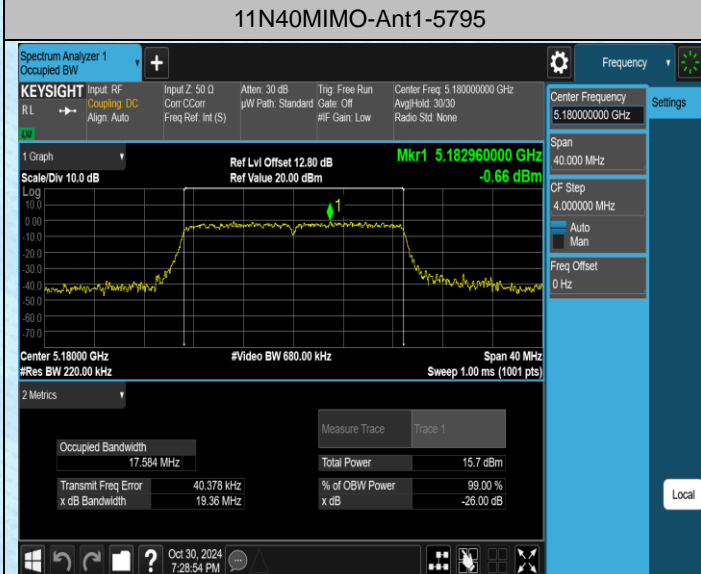 11N40MIMO-Ant1-5795
Spectrum Analyzer 1
Occupied BW
+
Frequency
KEYSIGHT
RL
LXI
Input: RF
Coupling: DC
Align: Auto
Input Z: 50 Ω
Corr CCorr
Freq Ref: Int (S)
Atten: 30 dB
µW Path: Standard
Trig: Free Run
Gate: Off
#IF Gain: Low
Center Freq: 5.180000000 GHz
Avg|Hold: 30/30
Radio Std: None
Center Frequency
5.180000000 GHz
Settings
Span
40.000 MHz
CF Step
4.000000 MHz
Auto
Man
Freq Offset
0 Hz
1 Graph
Scale/Div 10.0 dB
Ref Lvl Offset 12.80 dB
Ref Value 20.00 dBm
Mkr1 5.182960000 GHz
-0.66 dBm
Log
10.0
0.00
-10.0
-20.0
-30.0
-40.0
-50.0
-60.0
-70.0
1
Center 5.18000 GHz
#Res BW 220.00 kHz
#Video BW 680.00 kHz
Span 40 MHz
Sweep 1.00 ms (1001 pts)
2 Metrics
Measure Trace Trace 1
Occupied Bandwidth
17.584 MHz
Total Power 15.7 dBm
Transmit Freq Error 40.378 kHz
% of OBW Power 99.00 %
x dB Bandwidth 19.36 MHz
x dB -26.00 dB
Local
?
Oct 30, 2024
7:28:54 PM